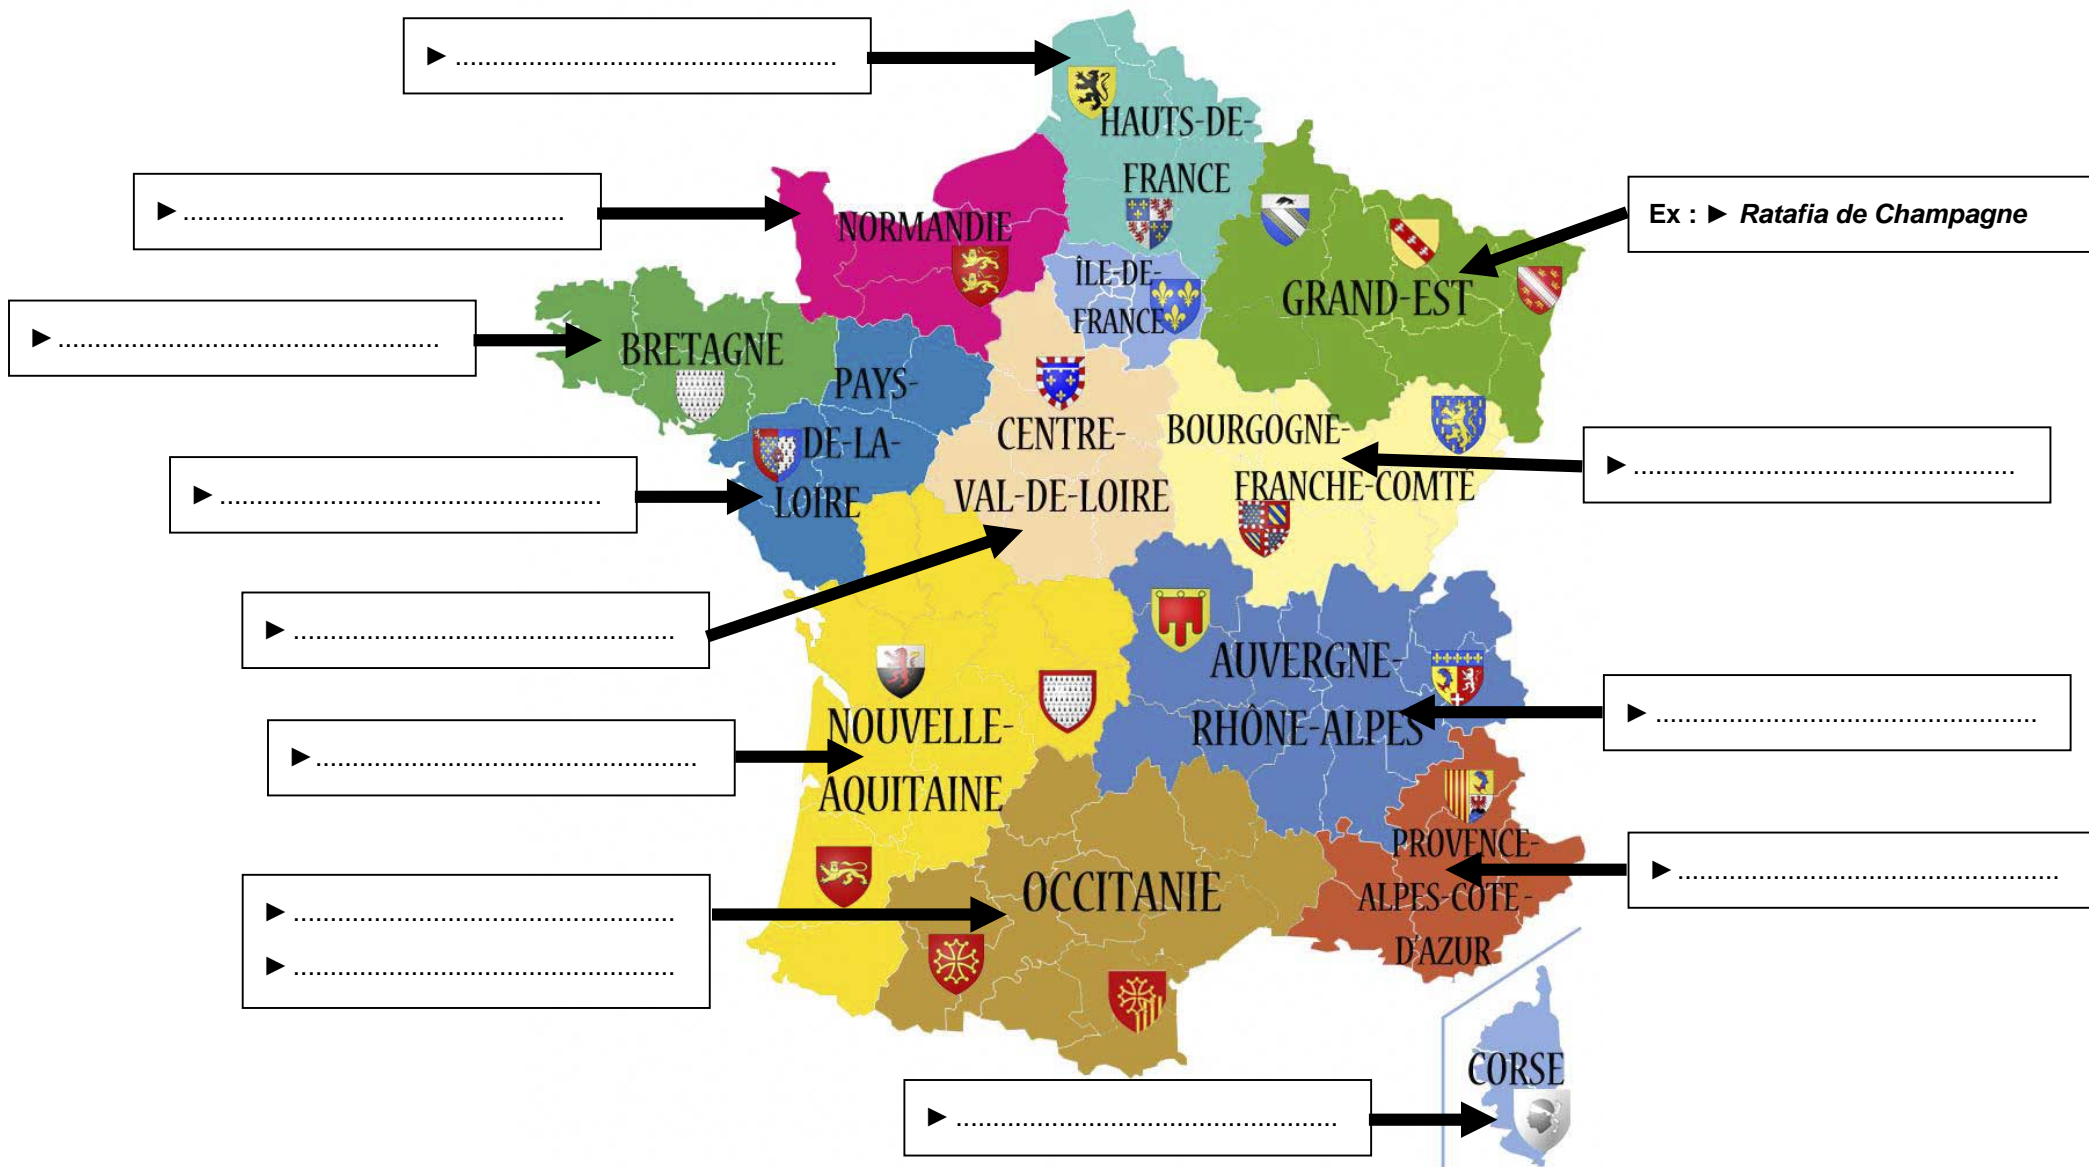 ► ....................................................
HAUTS-DE-
FRANCE
► ....................................................
NORMANDIE
Ex : ► Ratafia de Champagne
ÎLE-DE-
FRANCE
GRAND-EST
► ....................................................
BRETAGNE
PAYS-
DE-LA-
LOIRE
CENTRE-
VAL-DE-LOIRE
BOURGOGNE-
FRANCHE-COMTÉ
► ....................................................
► ....................................................
► ....................................................
AUVERGNE-
RHÔNE-ALPES
► ....................................................
► ....................................................
NOUVELLE-
AQUITAINE
PROVENCE-
ALPES-CÔTE-
D'AZUR
► ....................................................
► ....................................................
► ....................................................
OCCITANIE
CORSE
► ....................................................